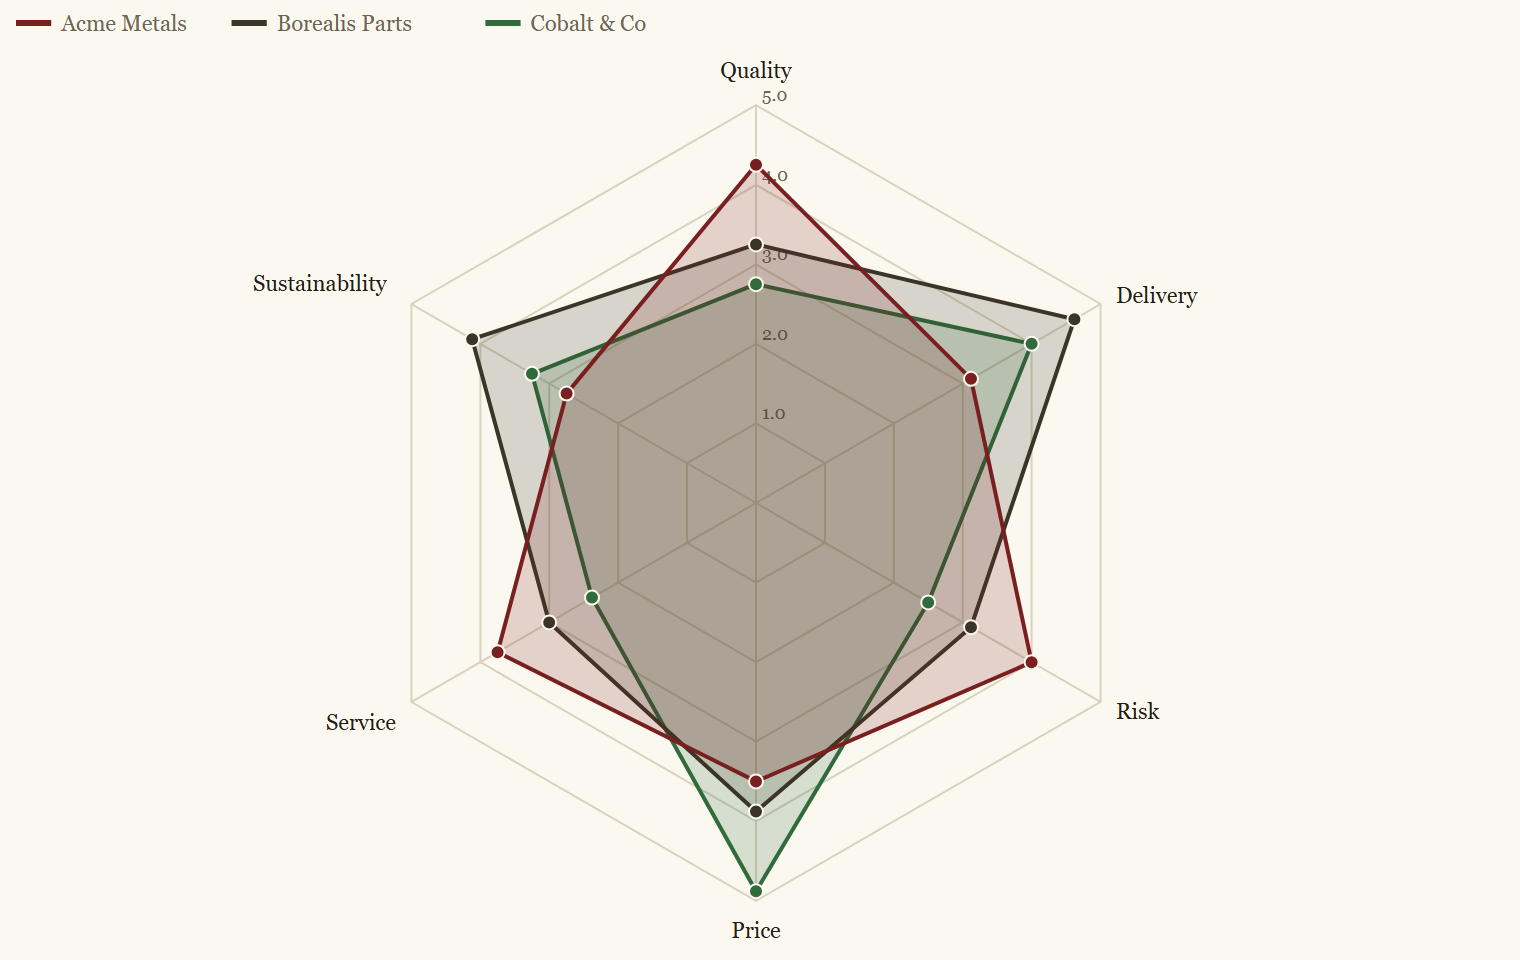 Acme Metals
Borealis Parts
Cobalt & Co
Quality
5.0
4.0
3.0
2.0
1.0
Sustainability
Delivery
Service
Risk
Price